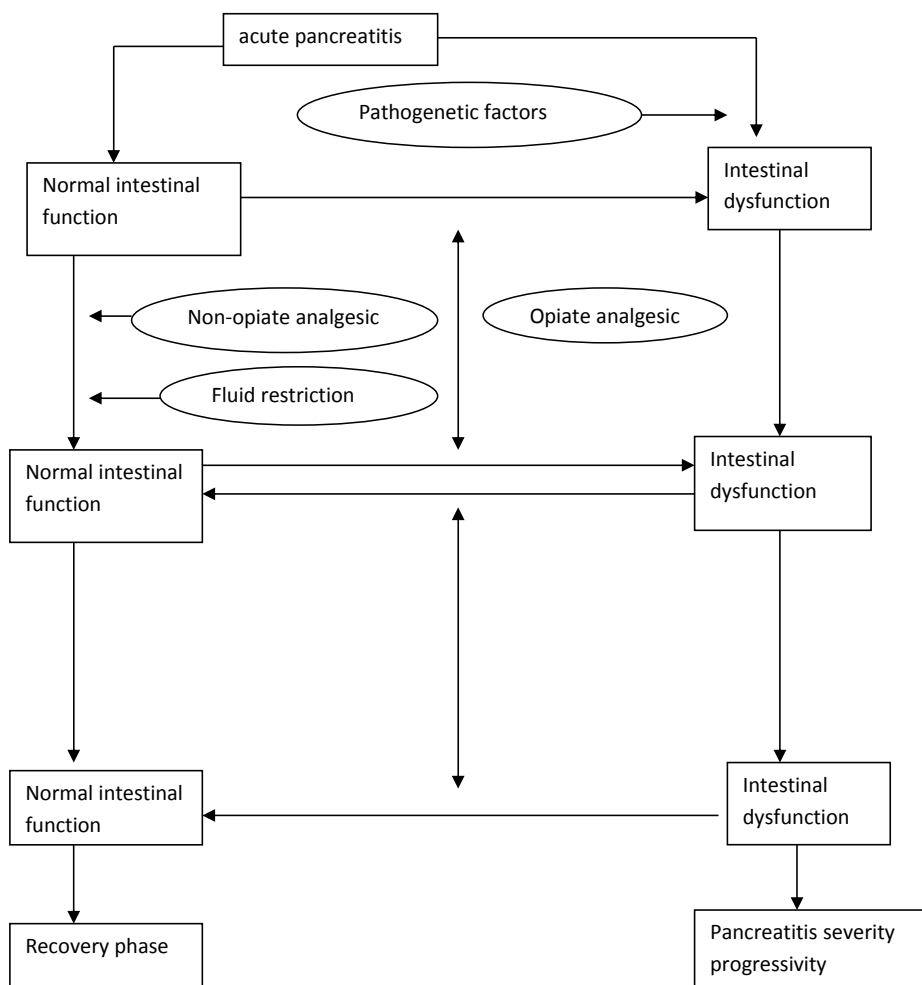 acute pancreatitis
Pathogenetic factors
Normal intestinal
function
Intestinal
dysfunction
Non-opiate analgesic
Opiate analgesic
Fluid restriction
Normal intestinal
function
Intestinal
dysfunction
Normal intestinal
function
Intestinal
dysfunction
Recovery phase
Pancreatitis severity
progressivity